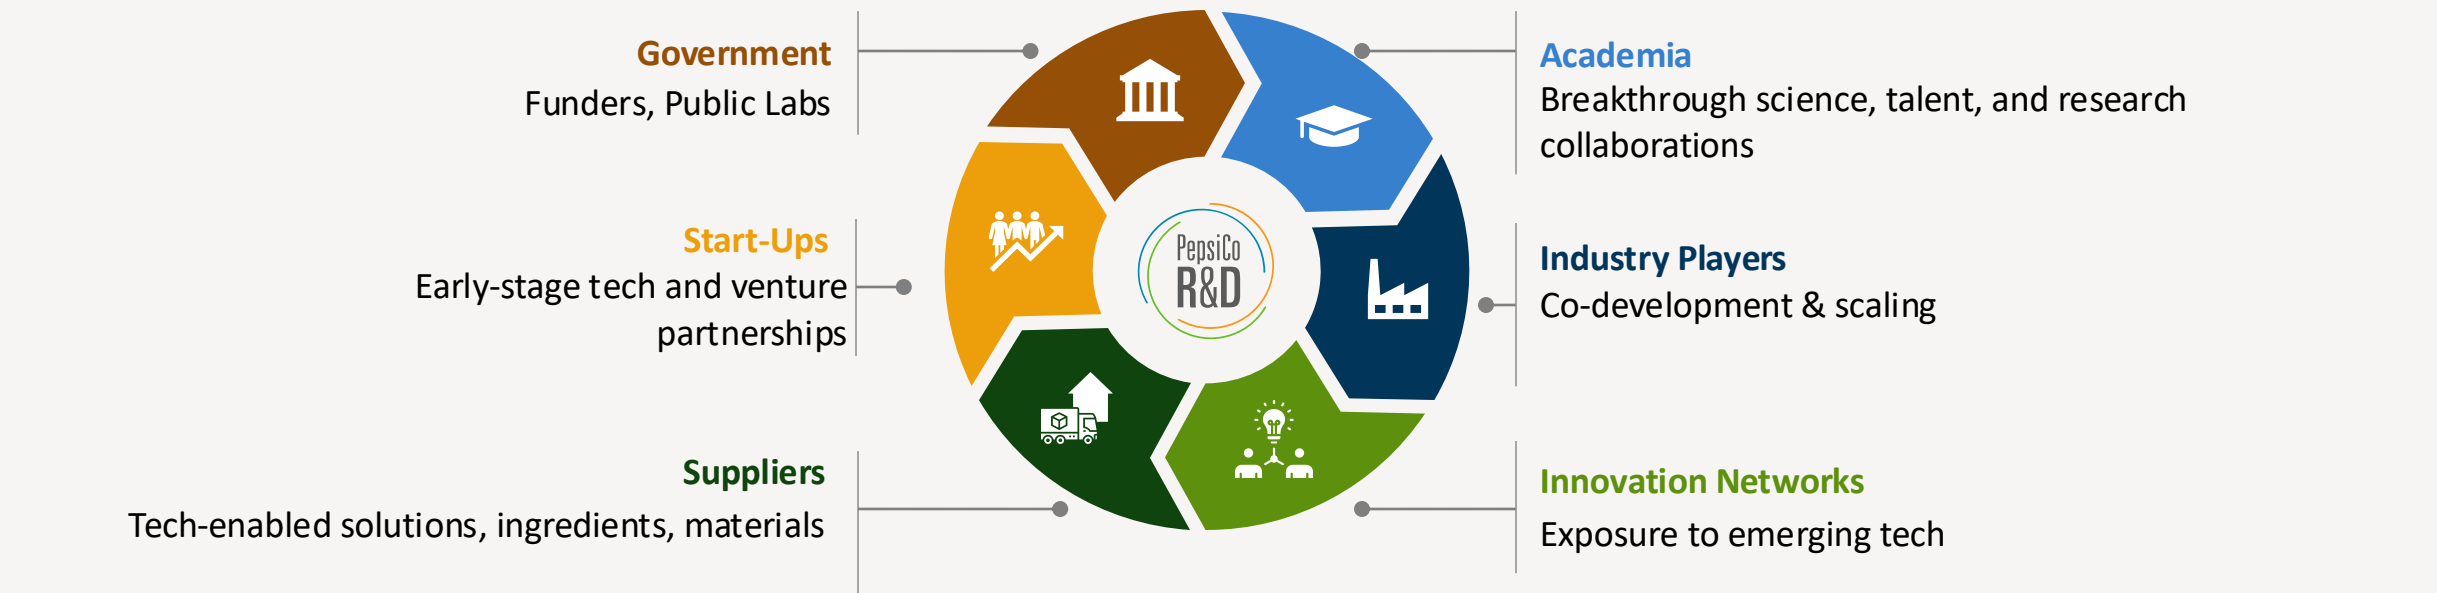 Government
Funders, Public Labs
Start-Ups
Early-stage tech and venture
partnerships
Suppliers
Tech-enabled solutions, ingredients, materials
PepsiCo
R&D
Academia
Breakthrough science, talent, and research
collaborations
Industry Players
Co-development & scaling
Innovation Networks
Exposure to emerging tech